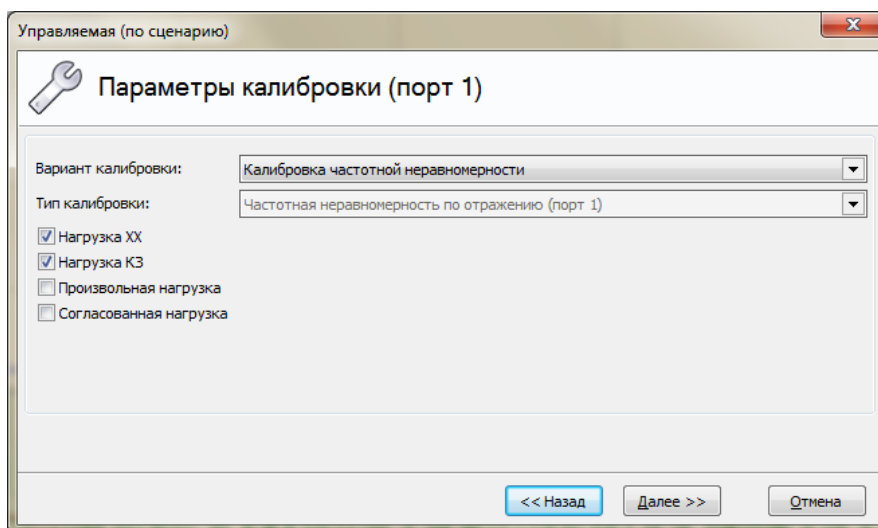 Управляемая (по сценарию)
Параметры калибровки (порт 1)
Вариант калибровки: Калибровка частотной неравномерности
Тип калибровки: Частотная неравномерность по отражению (порт 1)
Нагрузка ХХ
Нагрузка КЗ
Произвольная нагрузка
Согласованная нагрузка
<< Назад Далее >> Отмена